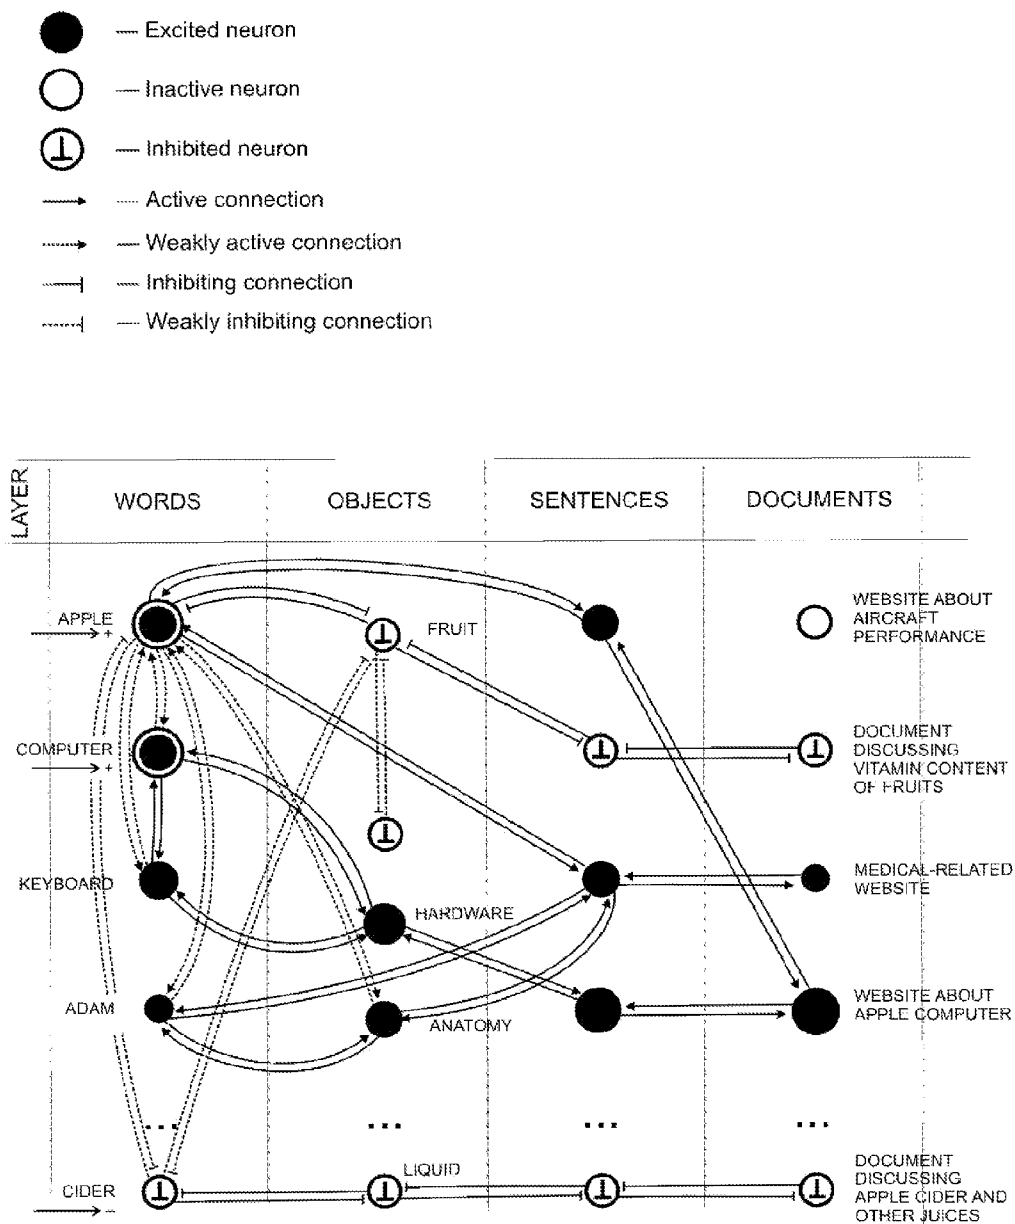 — Excited neuron
— Inactive neuron
— Inhibited neuron
— Active connection
— Weakly active connection
— Inhibiting connection
— Weakly inhibiting connection
LAYER
WORDS
OBJECTS
SENTENCES
DOCUMENTS
APPLE
+
FRUIT
WEBSITE ABOUT
AIRCRAFT
PERFORMANCE
COMPUTER
+
DOCUMENT
DISCUSSING
VITAMIN CONTENT
OF FRUITS
KEYBOARD
HARDWARE
MEDICAL-RELATED
WEBSITE
ADAM
ANATOMY
WEBSITE ABOUT
APPLE COMPUTER
... ... ... ...
CIDER
–
LIQUID
DOCUMENT
DISCUSSING
APPLE CIDER AND
OTHER JUICES